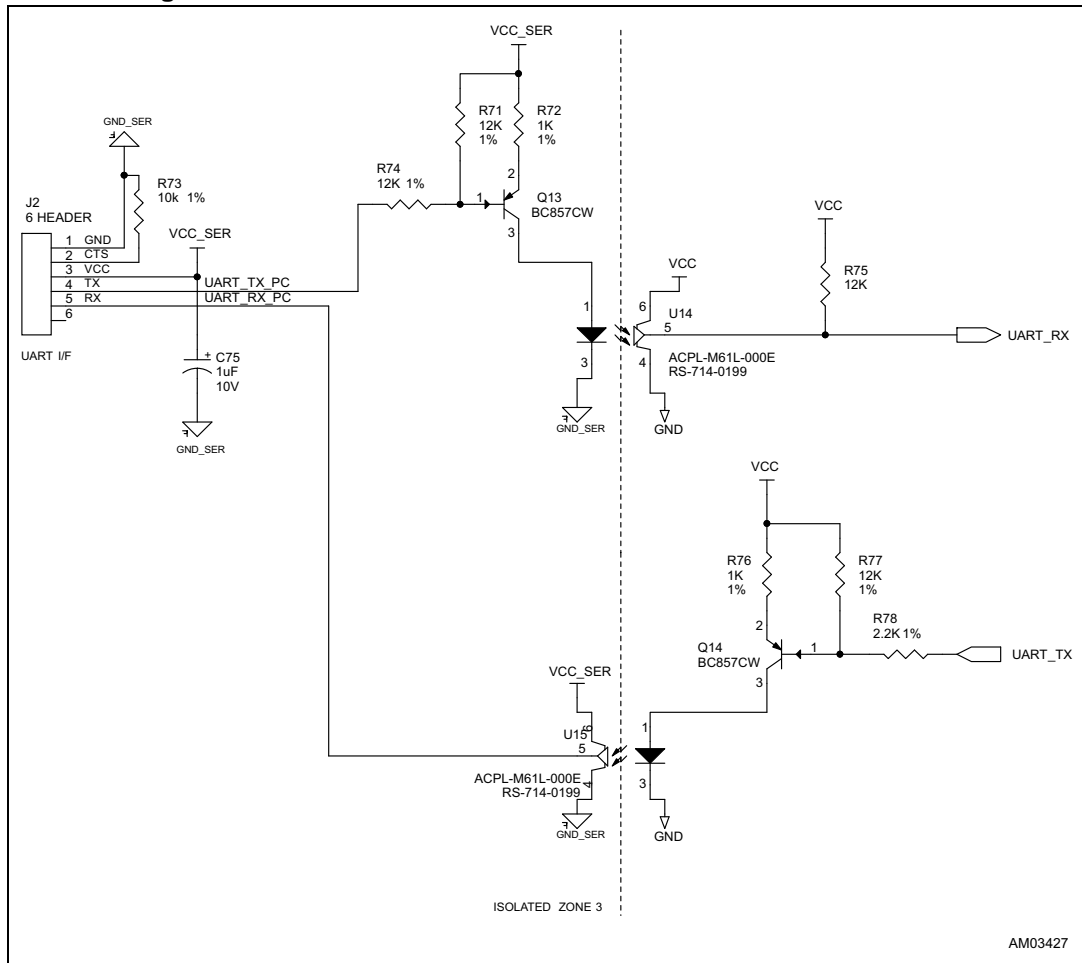 VCC_SER
R71
12K
1%
R72
1K
1%
GND_SER
R73
10k 1%
R74
12K 1%
2
1
Q13
BC857CW
3
J2
6 HEADER
VCC_SER
1 GND
2 CTS
3 VCC
4 TX UART_TX_PC
5 RX UART_RX_PC
6
UART I/F
+ C75
1uF
10V
GND_SER
VCC
R75
12K
VCC
6
U14
1
5
UART_RX
3
4
ACPL-M61L-000E
RS-714-0199
GND_SER
GND
VCC
R76
1K
1%
R77
12K
1%
R78
2.2K 1%
2
Q14
BC857CW
1
UART_TX
3
VCC_SER
6
U15
5
1
ACPL-M61L-000E
RS-714-0199
4
3
GND_SER
GND
ISOLATED ZONE 3
AM03427